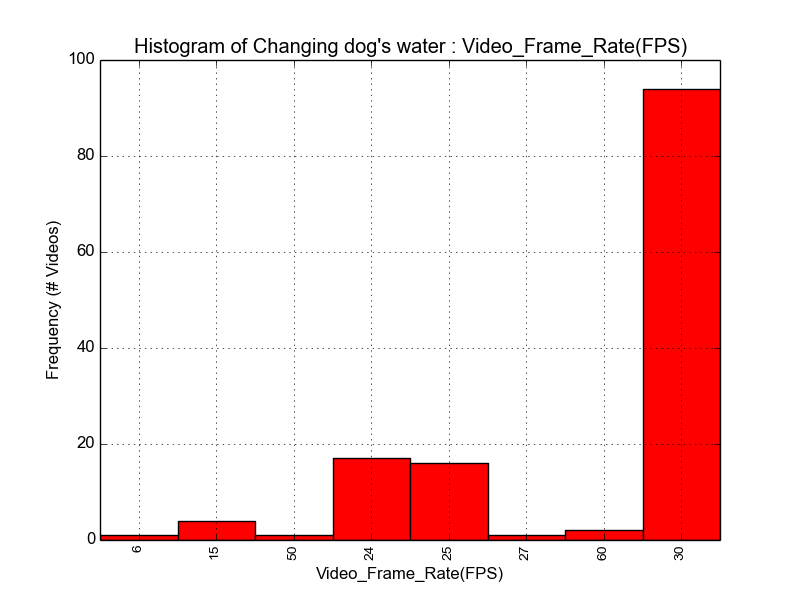 Histogram of Changing dog's water : Video_Frame_Rate(FPS)
100
80
60
40
20
0
Frequency (# Videos)
6 15 50 24 25 27 60 30
Video_Frame_Rate(FPS)